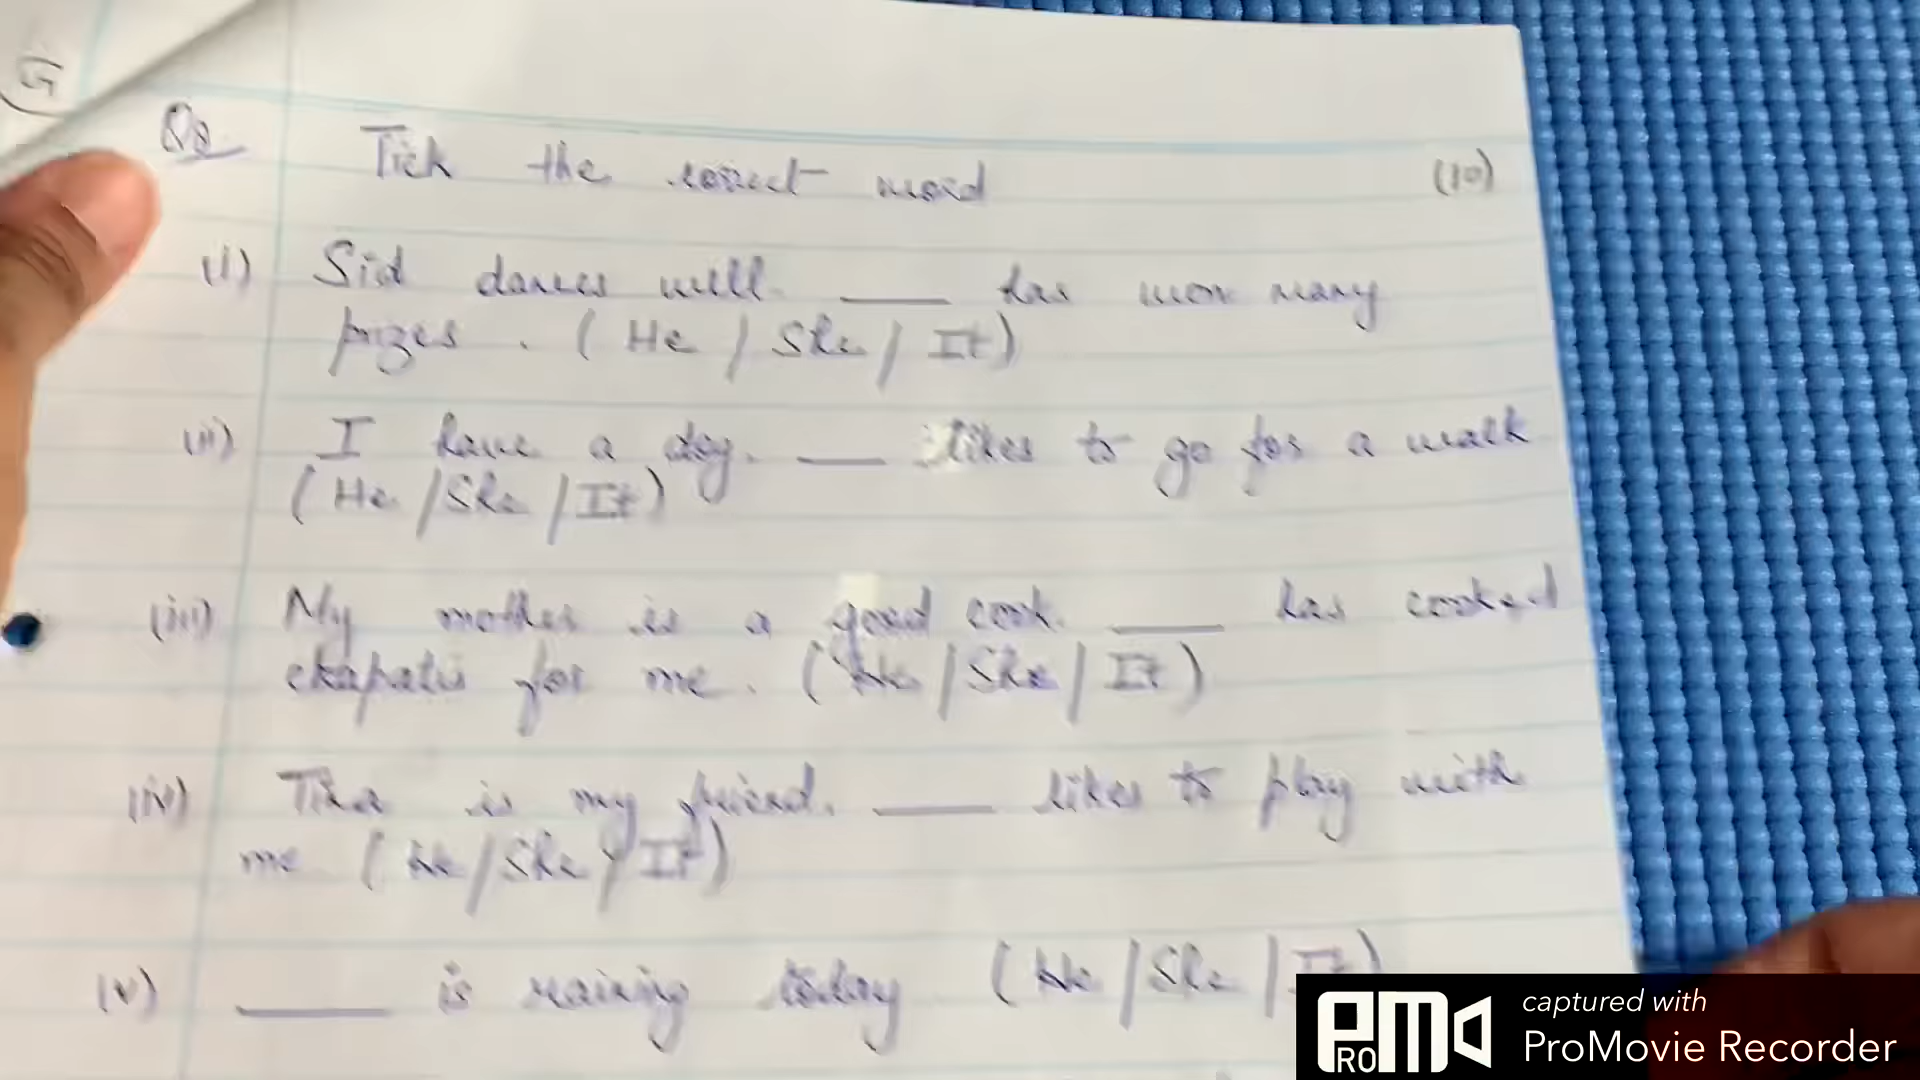 Q8. Tick the correct word (10)
(i) Sid dances well. ____ has won many
prizes. (He / She / It)
(ii) I have a dog. ____ likes to go for a walk
(He / She / It)
(iii) My mother is a good cook. ____ has cooked
chapatis for me. (He / She / It)
(iv) Tina is my friend. ____ likes to play with
me (He / She / It)
(v) ____ is raining today (He / She / It)
PRO M
captured with
ProMovie Recorder